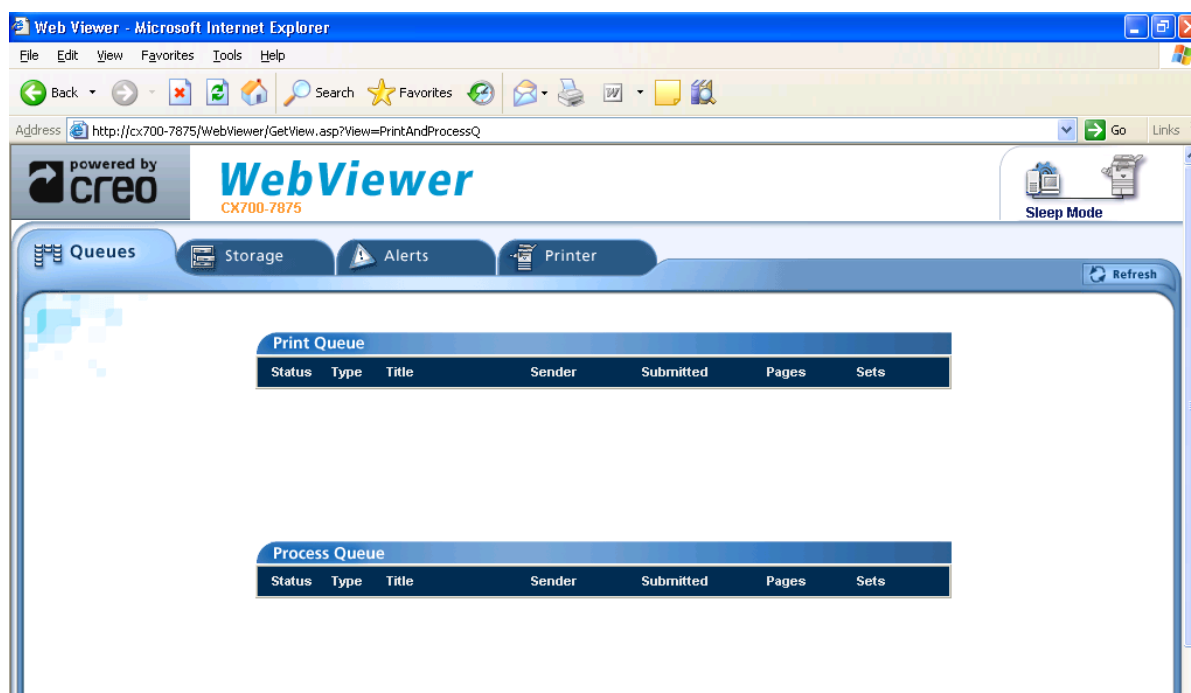 Web Viewer - Microsoft Internet Explorer
File Edit View Favorites Tools Help
Back Search Favorites
Address http://cx700-7875/WebViewer/GetView.asp?View=PrintAndProcessQ Go Links
powered by
creo
WebViewer
CX700-7875
Sleep Mode
Queues Storage Alerts Printer
Refresh
Print Queue
Status Type Title Sender Submitted Pages Sets
Process Queue
Status Type Title Sender Submitted Pages Sets